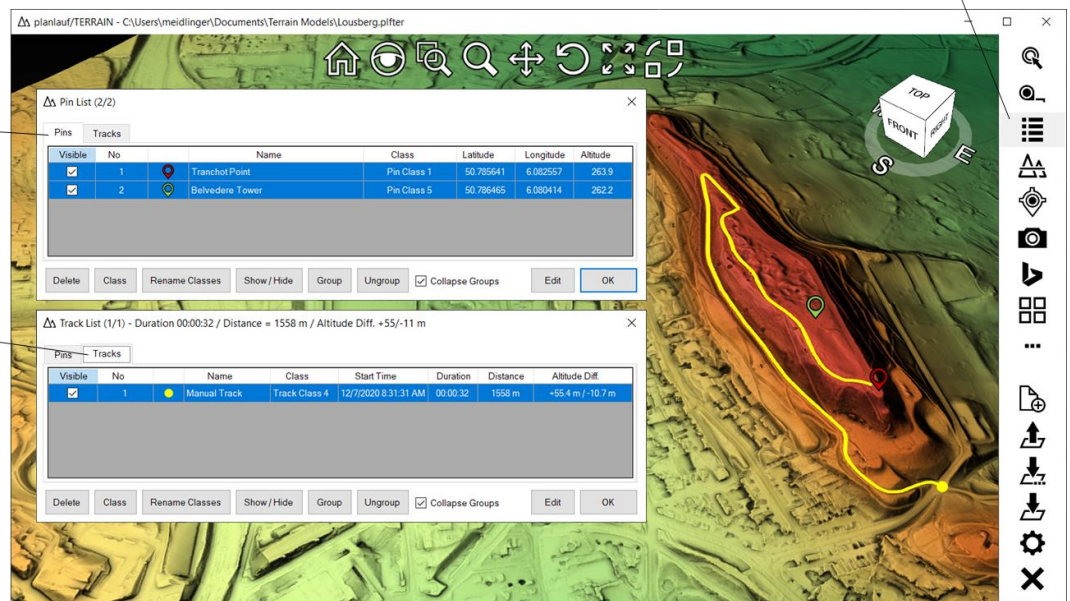 planlauf/TERRAIN - C:\Users\meidlinger\Documents\Terrain Models\Lousberg.plfter
Pin List (2/2)
Pins Tracks
Visible No Name Class Latitude Longitude Altitude
1 Tranchot Point Pin Class 1 50.785641 6.082557 263.9
2 Belvedere Tower Pin Class 5 50.786465 6.080414 262.2
Delete Class Rename Classes Show / Hide Group Ungroup Collapse Groups Edit OK
Track List (1/1) - Duration 00:00:32 / Distance = 1558 m / Altitude Diff. +55/-11 m
Pins Tracks
Visible No Name Class Start Time Duration Distance Altitude Diff.
1 Manual Track Track Class 4 12/7/2020 8:31:31 AM 00:00:32 1558 m +55.4 m / -10.7 m
Delete Class Rename Classes Show / Hide Group Ungroup Collapse Groups Edit OK
TOP
FRONT RIGHT
W
S E